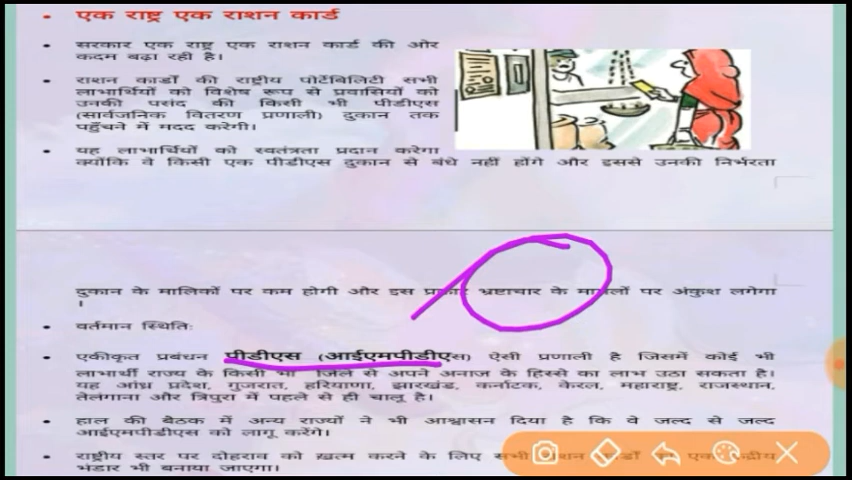 एक राष्ट्र एक राशन कार्ड
सरकार एक राष्ट्र एक राशन कार्ड की ओर
कदम बढ़ा रही है।
राशन कार्डों की राष्ट्रीय पोर्टेबिलिटी सभी
लाभार्थियों को विशेष रूप से प्रवासियों को
उनकी पसंद की किसी भी पीडीएस
(सार्वजनिक वितरण प्रणाली) दुकान तक
पहुँचने में मदद करेगी।
यह लाभार्थियों को स्वतंत्रता प्रदान करेगा
क्योंकि वे किसी एक पीडीएस दुकान से बंधे नहीं होंगे और इससे उनकी निर्भरता
दुकान के मालिकों पर कम होगी और इस प्रकार भ्रष्टाचार के मामलों पर अंकुश लगेगा
।
वर्तमान स्थिति:
एकीकृत प्रबंधन पीडीएस (आईएमपीडीएस) ऐसी प्रणाली है जिसमें कोई भी
लाभार्थी राज्य के किसी भी जिले से अपने अनाज के हिस्से का लाभ उठा सकता है।
यह आंध्र प्रदेश, गुजरात, हरियाणा, झारखंड, कर्नाटक, केरल, महाराष्ट्र, राजस्थान,
तेलंगाना और त्रिपुरा में पहले से ही चालू है।
हाल की बैठक में अन्य राज्यों ने भी आश्वासन दिया है कि वे जल्द से जल्द
आईएमपीडीएस को लागू करेंगे।
राष्ट्रीय स्तर पर दोहराव को ख़त्म करने के लिए सभी राशन कार्डों का एक
भंडार भी बनाया जाएगा।